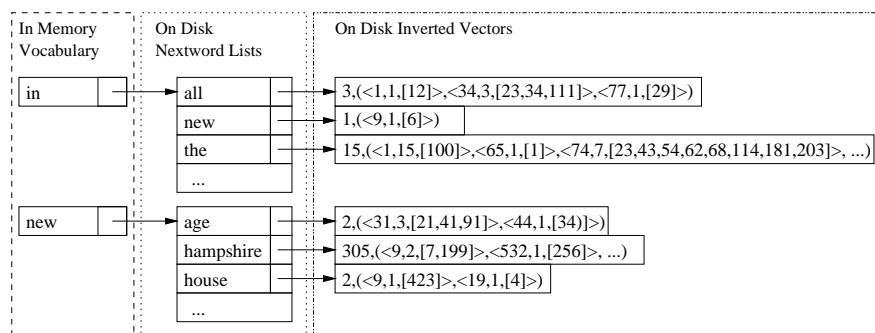 In Memory Vocabulary
On Disk Nextword Lists
On Disk Inverted Vectors
in
all
3,(<1,1,[12]>,<34,3,[23,34,111]>,<77,1,[29]>)
new
1,(<9,1,[6]>)
the
15,(<1,15,[100]>,<65,1,[1]>,<74,7,[23,43,54,62,68,114,181,203]>, ...)
...
new
age
2,(<31,3,[21,41,91]>,<44,1,[34)]>)
hampshire
305,(<9,2,[7,199]>,<532,1,[256]>, ...)
house
2,(<9,1,[423]>,<19,1,[4]>)
...